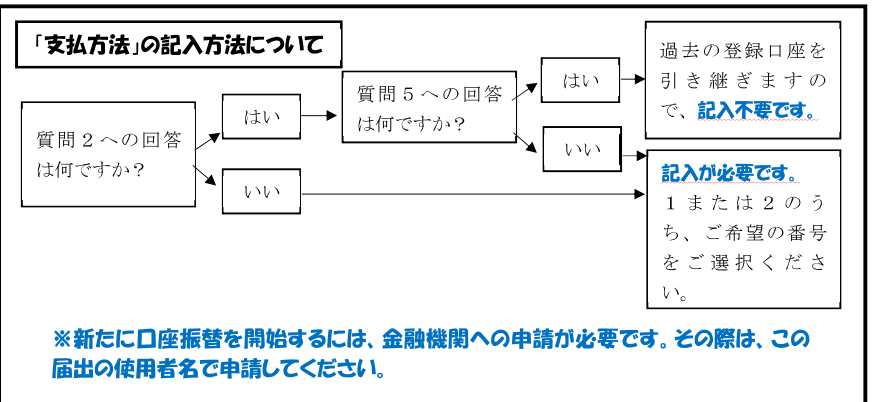 「支払方法」の記入方法について
質問２への回答
は何ですか？
はい
いい
質問５への回答
は何ですか？
はい
いい
過去の登録口座を
引き継ぎますの
で、記入不要です。
記入が必要です。
１または２のう
ち、ご希望の番号
をご選択くださ
い。
※新たに口座振替を開始するには、金融機関への申請が必要です。その際は、この
届出の使用者名で申請してください。